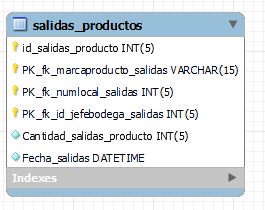 salidas_productos
id_salidas_producto INT(5)
PK_fk_marcaproducto_salidas VARCHAR(15)
PK_fk_numlocal_salidas INT(5)
PK_fk_id_jefebodega_salidas INT(5)
Cantidad_salidas_producto INT(5)
Fecha_salidas DATETIME
Indexes